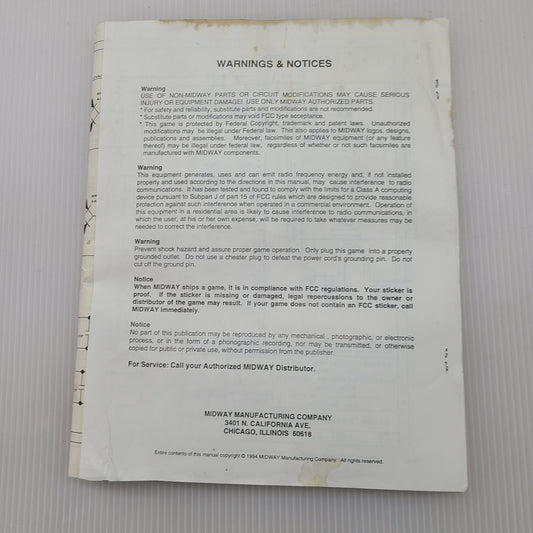 WARNINGS & NOTICES
Warning
USE OF NON-MIDWAY PARTS OR CIRCUIT MODIFICATIONS MAY CAUSE SERIOUS
INJURY OR EQUIPMENT DAMAGE! USE ONLY MIDWAY AUTHORIZED PARTS.
* For safety and reliability, substitute parts and modifications are not recommended.
* Substitute parts or modifications may void FCC type acceptance.
* This game is protected by Federal Copyright, trademark and patent laws. Unauthorized
modifications may be illegal under Federal law. This also applies to MIDWAY logos, designs,
publications and assemblies. Moreover, facsimiles of MIDWAY equipment (or any feature
thereof) may be illegal under federal law, regardless of whether or not such facsimiles are
manufactured with MIDWAY components.
Warning
This equipment generates, uses and can emit radio frequency energy and, if not installed
properly and used according to the directions in this manual, may cause interference to radio
communications. It has been tested and found to comply with the limits for a Class A computing
device pursuant to Subpart J of part 15 of FCC rules which are designed to provide reasonable
protection against such interference when operated in a commercial environment. Operation of
this equipment in a residential area is likely to cause interference to radio communications, in
which the user, at his or her own expense, will be required to take whatever measures may be
needed to correct the interference.
Warning
Prevent shock hazard and assure proper game operation. Only plug this game into a properly
grounded outlet. Do not use a cheater plug to defeat the power cord's grounding pin. Do not
cut off the ground pin.
Notice
When MIDWAY ships a game, it is in compliance with FCC regulations. Your sticker is
proof. If the sticker is missing or damaged, legal repercussions to the owner or
distributor of the game may result. If your game does not contain an FCC sticker, call
MIDWAY immediately.
Notice
No part of this publication may be reproduced by any mechanical , photographic, or electronic
process, or in the form of a phonographic recording, nor may be transmitted, or otherwise
copied for public or private use, without permission from the publisher.
For Service: Call your Authorized MIDWAY Distributor.
MIDWAY MANUFACTURING COMPANY
3401 N. CALIFORNIA AVE.
CHICAGO, ILLINOIS 60618
Entire contents of this manual copyright © 1994 MIDWAY Manufacturing Company. All rights reserved.